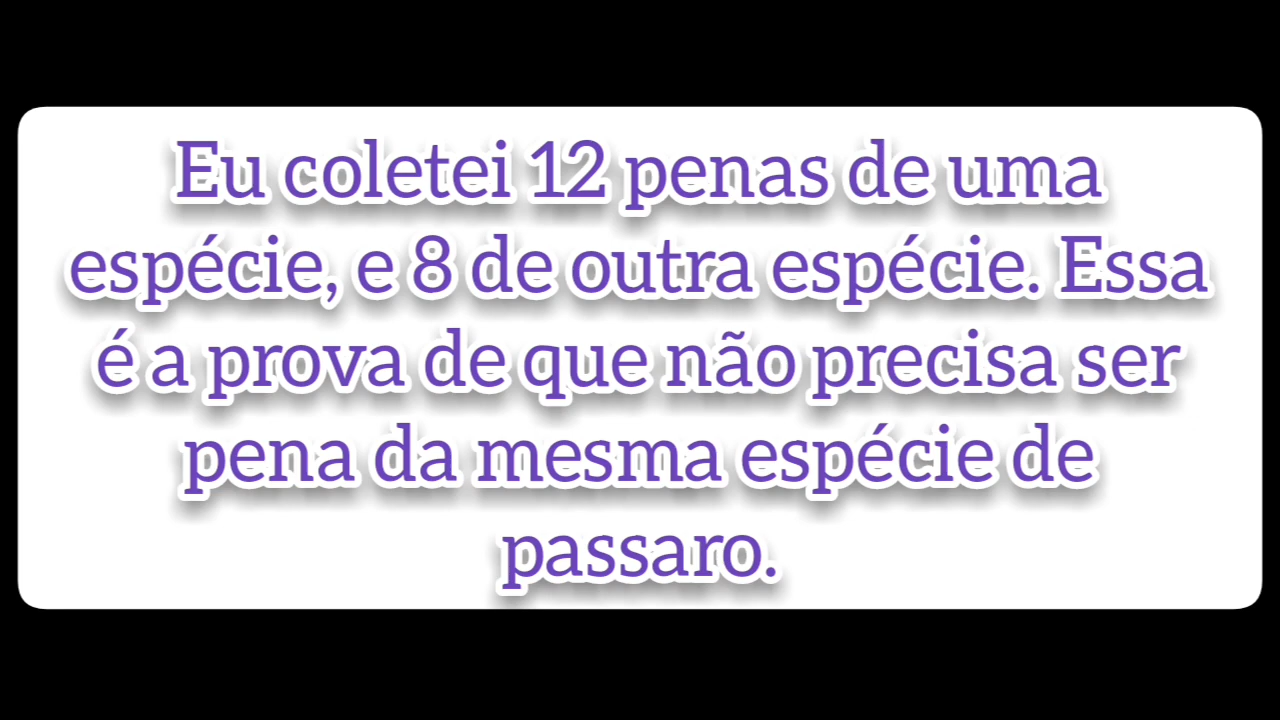 Eu coletei 12 penas de uma
espécie, e 8 de outra espécie. Essa
é a prova de que não precisa ser
pena da mesma espécie de
passaro.